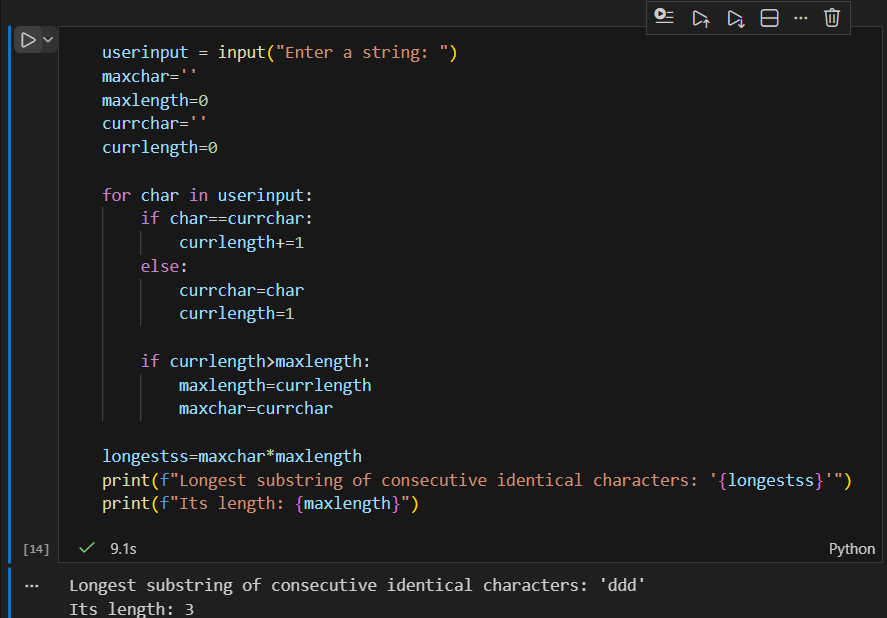 userinput = input("Enter a string: ")
maxchar=''
maxlength=0
currchar=''
currlength=0
for char in userinput:
    if char==currchar:
        currlength+=1
    else:
        currchar=char
        currlength=1
    if currlength>maxlength:
        maxlength=currlength
        maxchar=currchar
longestss=maxchar*maxlength
print(f"Longest substring of consecutive identical characters: '{longestss}'")
print(f"Its length: {maxlength}")
[14] 9.1s Python
... Longest substring of consecutive identical characters: 'ddd'
Its length: 3